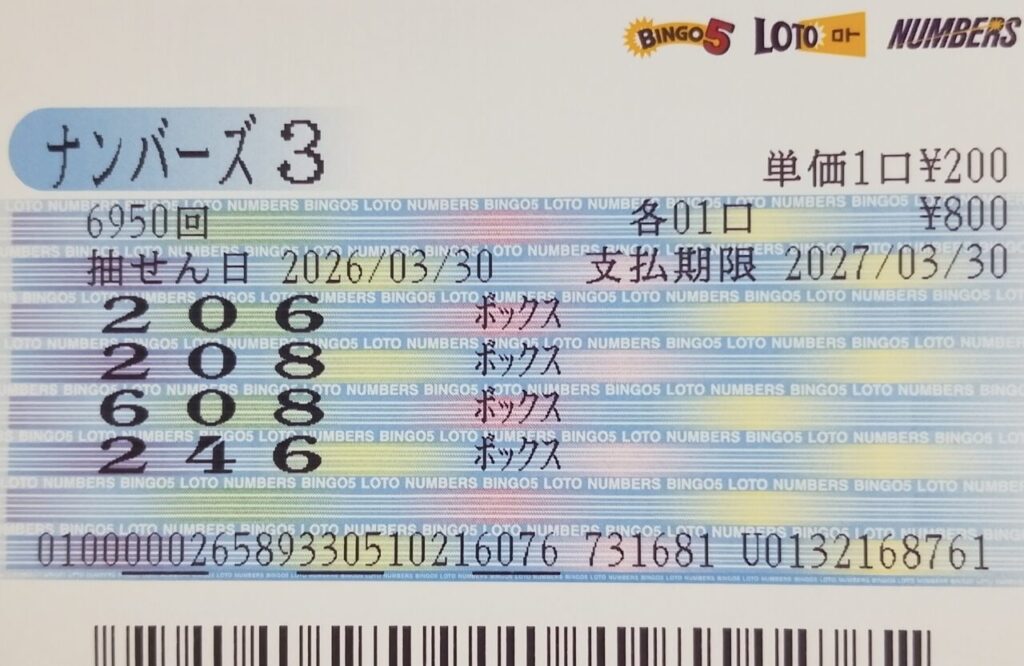 BINGO5 LOTO ロト NUMBERS
ナンバーズ3
単価1口¥200
6950回 各01口 ¥800
抽せん日 2026/03/30 支払期限 2027/03/30
206 ボックス
208 ボックス
608 ボックス
246 ボックス
010000026589330510216076 731681 U0132168761